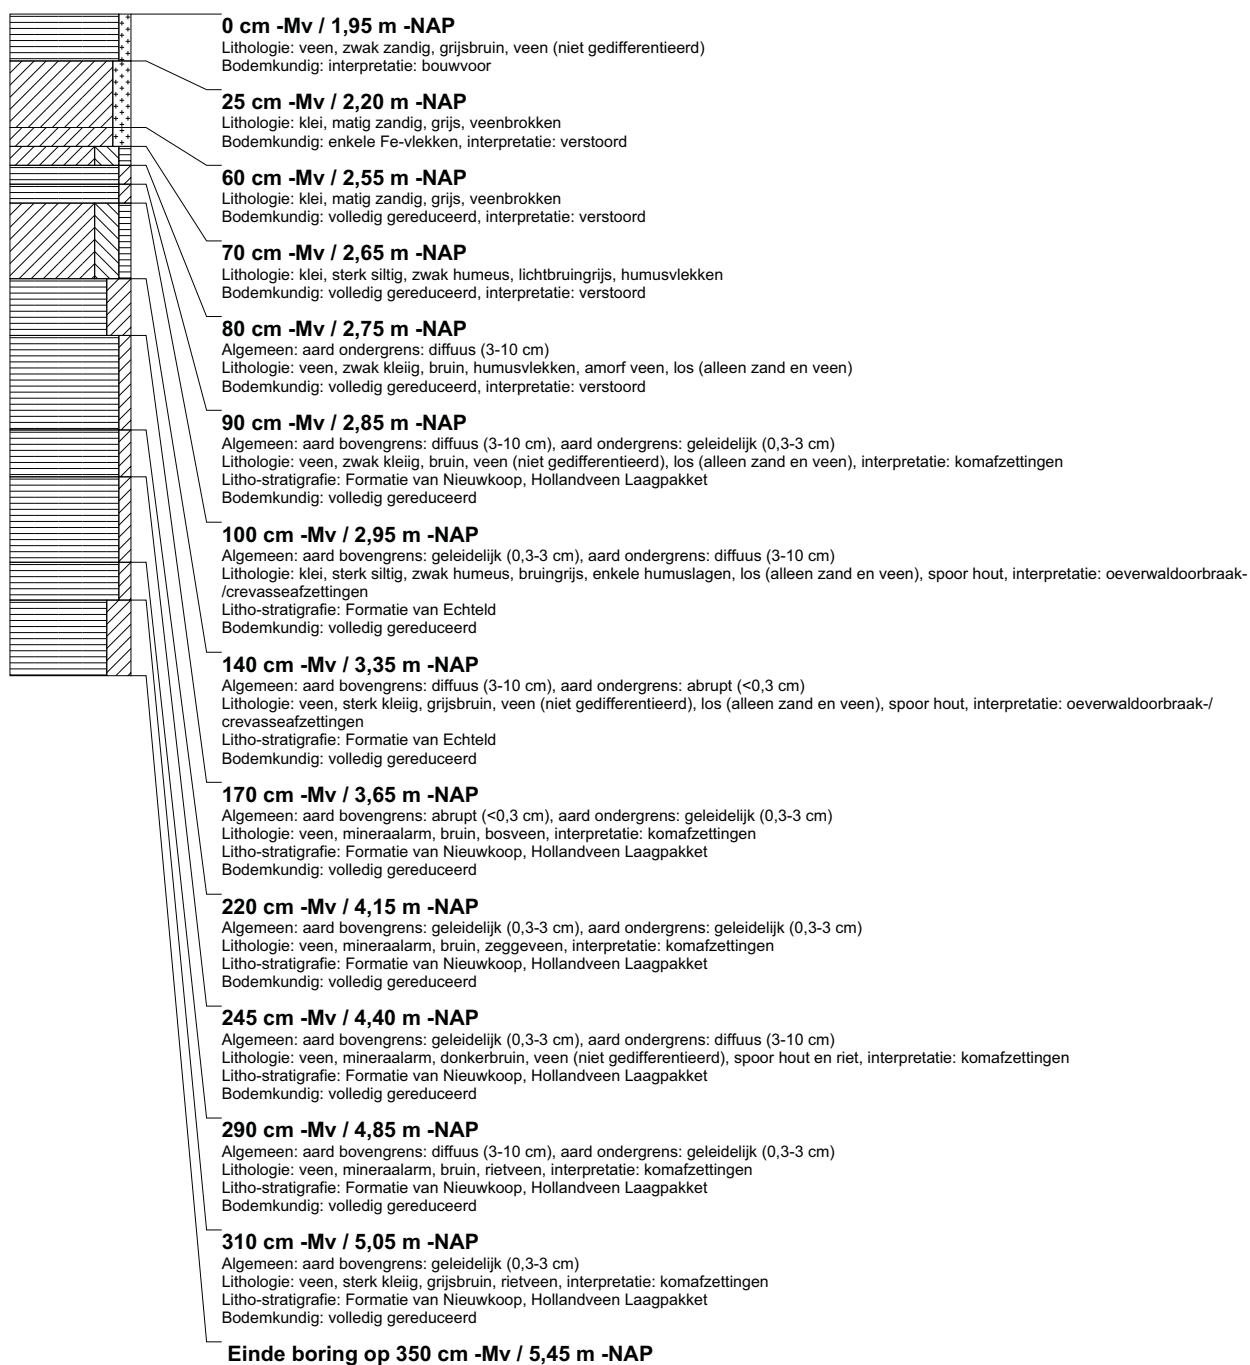 0 cm -Mv / 1,95 m -NAP
Lithologie: veen, zwak zandig, grijsbruin, veen (niet gedifferentieerd)
Bodemkundig: interpretatie: bouwvoor
25 cm -Mv / 2,20 m -NAP
Lithologie: klei, matig zandig, grijs, veenbrokken
Bodemkundig: enkele Fe-vlekken, interpretatie: verstoord
60 cm -Mv / 2,55 m -NAP
Lithologie: klei, matig zandig, grijs, veenbrokken
Bodemkundig: volledig gereduceerd, interpretatie: verstoord
70 cm -Mv / 2,65 m -NAP
Lithologie: klei, sterk siltig, zwak humeus, lichtbruingrijs, humusvlekken
Bodemkundig: volledig gereduceerd, interpretatie: verstoord
80 cm -Mv / 2,75 m -NAP
Algemeen: aard ondergrens: diffuus (3-10 cm)
Lithologie: veen, zwak kleiig, bruin, humusvlekken, amorf veen, los (alleen zand en veen)
Bodemkundig: volledig gereduceerd, interpretatie: verstoord
90 cm -Mv / 2,85 m -NAP
Algemeen: aard bovengrens: diffuus (3-10 cm), aard ondergrens: geleidelijk (0,3-3 cm)
Lithologie: veen, zwak kleiig, bruin, veen (niet gedifferentieerd), los (alleen zand en veen), interpretatie: komafzettingen
Litho-stratigrafie: Formatie van Nieuwkoop, Hollandveen Laagpakket
Bodemkundig: volledig gereduceerd
100 cm -Mv / 2,95 m -NAP
Algemeen: aard bovengrens: geleidelijk (0,3-3 cm), aard ondergrens: diffuus (3-10 cm)
Lithologie: klei, sterk siltig, zwak humeus, bruingrijs, enkele humuslagen, los (alleen zand en veen), spoor hout, interpretatie: oeverwaldoorbraak-
/crevasseafzettingen
Litho-stratigrafie: Formatie van Echteld
Bodemkundig: volledig gereduceerd
140 cm -Mv / 3,35 m -NAP
Algemeen: aard bovengrens: diffuus (3-10 cm), aard ondergrens: abrupt (<0,3 cm)
Lithologie: veen, sterk kleiig, grijsbruin, veen (niet gedifferentieerd), los (alleen zand en veen), spoor hout, interpretatie: oeverwaldoorbraak-/
crevasseafzettingen
Litho-stratigrafie: Formatie van Echteld
Bodemkundig: volledig gereduceerd
170 cm -Mv / 3,65 m -NAP
Algemeen: aard bovengrens: abrupt (<0,3 cm), aard ondergrens: geleidelijk (0,3-3 cm)
Lithologie: veen, mineraalarm, bruin, bosveen, interpretatie: komafzettingen
Litho-stratigrafie: Formatie van Nieuwkoop, Hollandveen Laagpakket
Bodemkundig: volledig gereduceerd
220 cm -Mv / 4,15 m -NAP
Algemeen: aard bovengrens: geleidelijk (0,3-3 cm), aard ondergrens: geleidelijk (0,3-3 cm)
Lithologie: veen, mineraalarm, bruin, zeggeveen, interpretatie: komafzettingen
Litho-stratigrafie: Formatie van Nieuwkoop, Hollandveen Laagpakket
Bodemkundig: volledig gereduceerd
245 cm -Mv / 4,40 m -NAP
Algemeen: aard bovengrens: geleidelijk (0,3-3 cm), aard ondergrens: diffuus (3-10 cm)
Lithologie: veen, mineraalarm, donkerbruin, veen (niet gedifferentieerd), spoor hout en riet, interpretatie: komafzettingen
Litho-stratigrafie: Formatie van Nieuwkoop, Hollandveen Laagpakket
Bodemkundig: volledig gereduceerd
290 cm -Mv / 4,85 m -NAP
Algemeen: aard bovengrens: diffuus (3-10 cm), aard ondergrens: geleidelijk (0,3-3 cm)
Lithologie: veen, mineraalarm, bruin, rietveen, interpretatie: komafzettingen
Litho-stratigrafie: Formatie van Nieuwkoop, Hollandveen Laagpakket
Bodemkundig: volledig gereduceerd
310 cm -Mv / 5,05 m -NAP
Algemeen: aard bovengrens: geleidelijk (0,3-3 cm)
Lithologie: veen, sterk kleiig, grijsbruin, rietveen, interpretatie: komafzettingen
Litho-stratigrafie: Formatie van Nieuwkoop, Hollandveen Laagpakket
Bodemkundig: volledig gereduceerd
Einde boring op 350 cm -Mv / 5,45 m -NAP